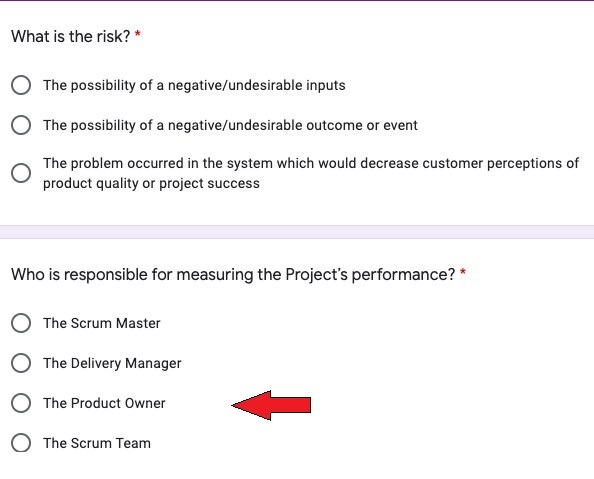 What is the risk? *
The possibility of a negative/undesirable inputs
The possibility of a negative/undesirable outcome or event
The problem occurred in the system which would decrease customer perceptions of
product quality or project success
Who is responsible for measuring the Project's performance? *
The Scrum Master
The Delivery Manager
The Product Owner
The Scrum Team